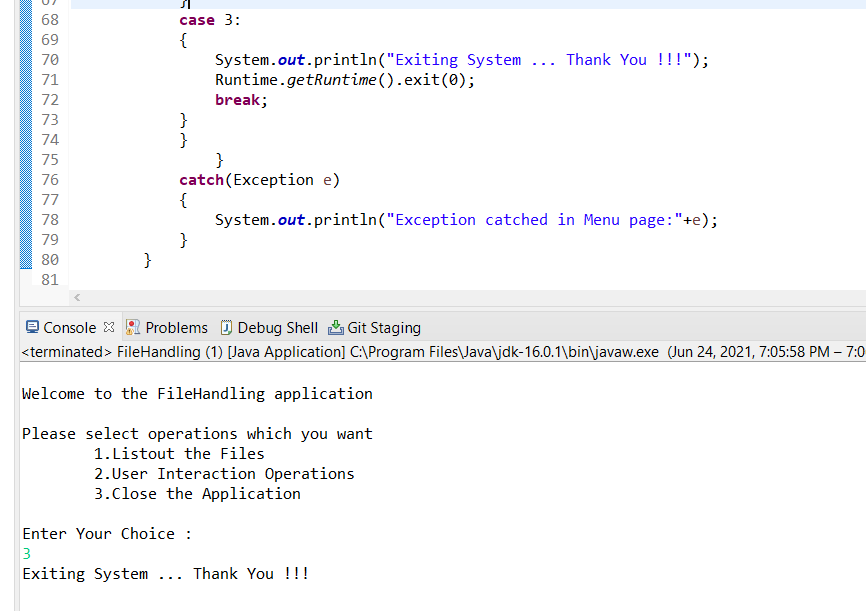 67 }
68 case 3:
69 {
70 System.out.println("Exiting System ... Thank You !!!");
71 Runtime.getRuntime().exit(0);
72 break;
73 }
74 }
75 }
76 catch(Exception e)
77 {
78 System.out.println("Exception catched in Menu page:"+e);
79 }
80 }
81
Console Problems Debug Shell Git Staging
<terminated> FileHandling (1) [Java Application] C:\Program Files\Java\jdk-16.0.1\bin\javaw.exe (Jun 24, 2021, 7:05:58 PM – 7:0
Welcome to the FileHandling application
Please select operations which you want
1.Listout the Files
2.User Interaction Operations
3.Close the Application
Enter Your Choice :
3
Exiting System ... Thank You !!!